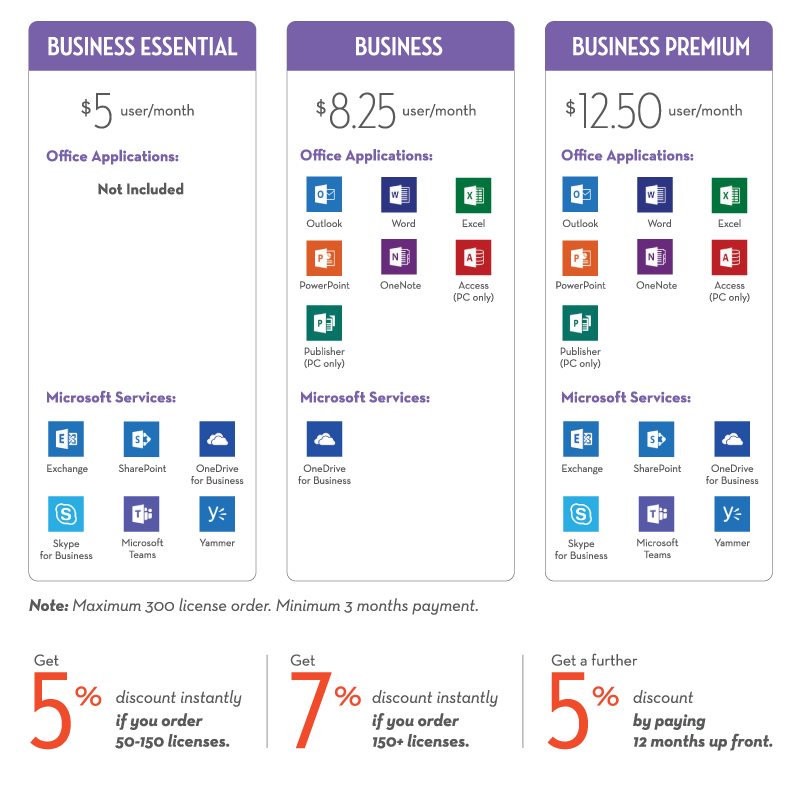 BUSINESS ESSENTIAL
$5 user/month
Office Applications:
Not Included
Microsoft Services:
E
Exchange
S
SharePoint
OneDrive
for Business
S
Skype
for Business
T
Microsoft
Teams
y
Yammer
BUSINESS
$8.25 user/month
Office Applications:
O
Outlook
W
Word
X
Excel
P
PowerPoint
N
OneNote
A
Access
(PC only)
P
Publisher
(PC only)
Microsoft Services:
OneDrive
for Business
BUSINESS PREMIUM
$12.50 user/month
Office Applications:
O
Outlook
W
Word
X
Excel
P
PowerPoint
N
OneNote
A
Access
(PC only)
P
Publisher
(PC only)
Microsoft Services:
E
Exchange
S
SharePoint
OneDrive
for Business
S
Skype
for Business
T
Microsoft
Teams
y
Yammer
Note: Maximum 300 license order. Minimum 3 months payment.
Get
5%
discount instantly
if you order
50-150 licenses.
Get
7%
discount instantly
if you order
150+ licenses.
Get a further
5%
discount
by paying
12 months up front.